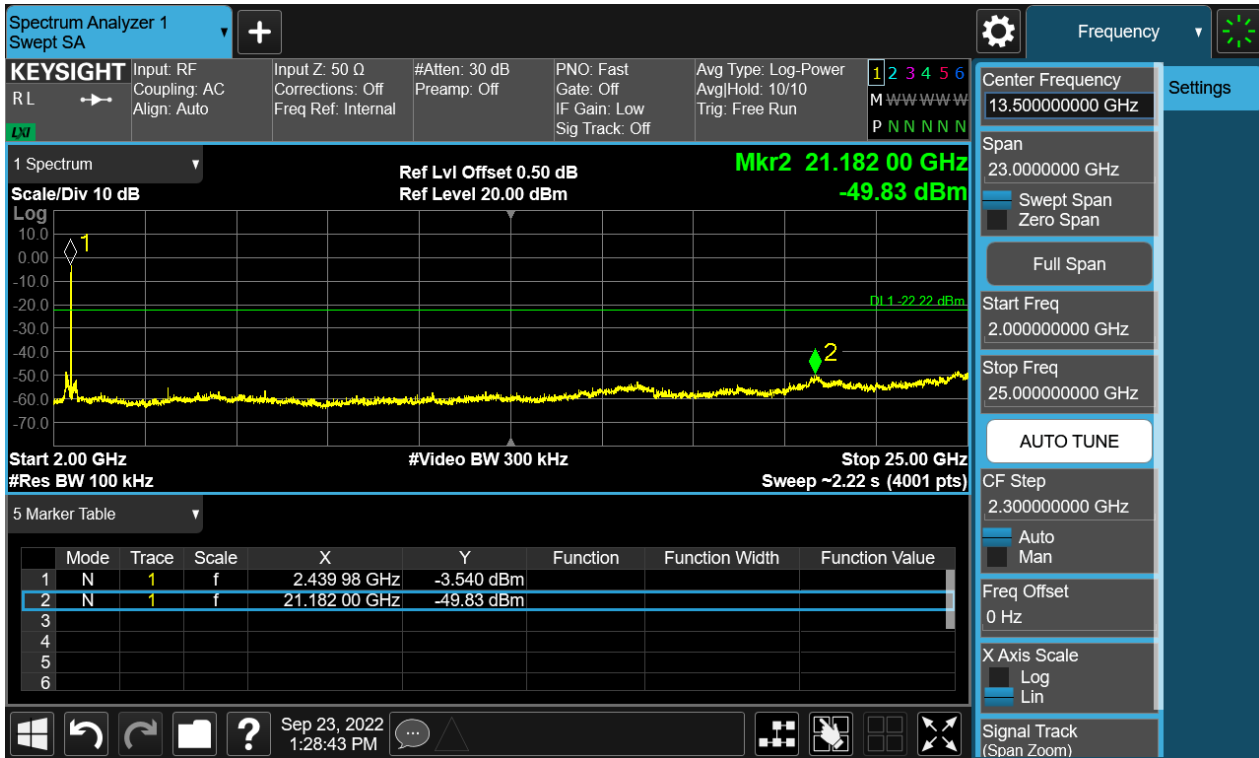 Spectrum Analyzer 1
Swept SA
+
Frequency
KEYSIGHT
R L
LXI
Input: RF
Coupling: AC
Align: Auto
Input Z: 50 Ω
Corrections: Off
Freq Ref: Internal
#Atten: 30 dB
Preamp: Off
PNO: Fast
Gate: Off
IF Gain: Low
Sig Track: Off
Avg Type: Log-Power
Avg|Hold: 10/10
Trig: Free Run
1 2 3 4 5 6
M W W W W W
P N N N N N
1 Spectrum
Scale/Div 10 dB
Ref Lvl Offset 0.50 dB
Ref Level 20.00 dBm
Mkr2 21.182 00 GHz
-49.83 dBm
Log
10.0
0.00
-10.0
-20.0
-30.0
-40.0
-50.0
-60.0
-70.0
1
DL1 -22.22 dBm
2
Start 2.00 GHz
#Video BW 300 kHz
Stop 25.00 GHz
#Res BW 100 kHz
Sweep ~2.22 s (4001 pts)
5 Marker Table
Mode Trace Scale X Y Function Function Width Function Value
1 N 1 f 2.439 98 GHz -3.540 dBm
2 N 1 f 21.182 00 GHz -49.83 dBm
3
4
5
6
?
Sep 23, 2022
1:28:43 PM
Center Frequency
13.500000000 GHz
Settings
Span
23.0000000 GHz
Swept Span
Zero Span
Full Span
Start Freq
2.000000000 GHz
Stop Freq
25.000000000 GHz
AUTO TUNE
CF Step
2.300000000 GHz
Auto
Man
Freq Offset
0 Hz
X Axis Scale
Log
Lin
Signal Track
(Span Zoom)